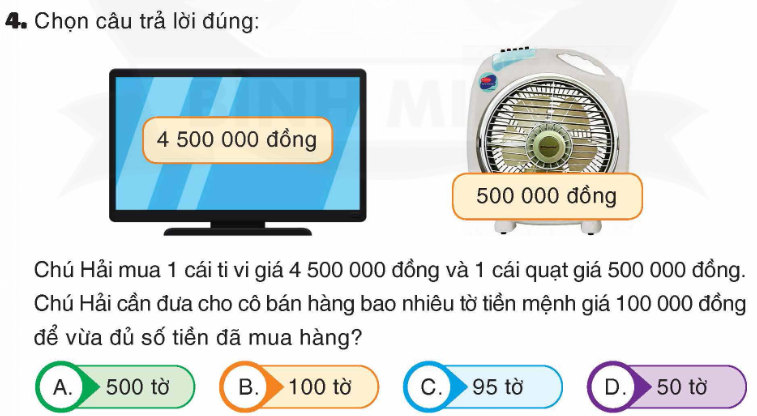 4. Chọn câu trả lời đúng:
BÌNH MINH
4 500 000 đồng
500 000 đồng
Chú Hải mua 1 cái ti vi giá 4 500 000 đồng và 1 cái quạt giá 500 000 đồng.
Chú Hải cần đưa cho cô bán hàng bao nhiêu tờ tiền mệnh giá 100 000 đồng
để vừa đủ số tiền đã mua hàng?
A. 500 tờ
B. 100 tờ
C. 95 tờ
D. 50 tờ